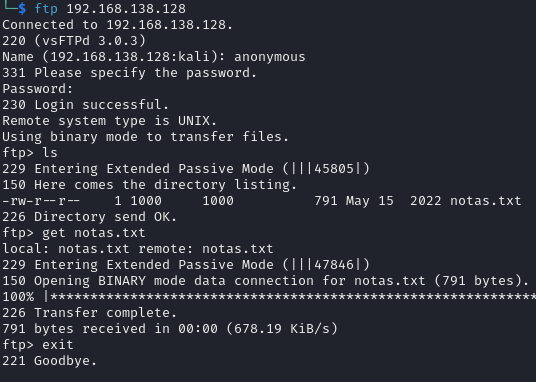 └─$ ftp 192.168.138.128
Connected to 192.168.138.128.
220 (vsFTPd 3.0.3)
Name (192.168.138.128:kali): anonymous
331 Please specify the password.
Password:
230 Login successful.
Remote system type is UNIX.
Using binary mode to transfer files.
ftp> ls
229 Entering Extended Passive Mode (|||45805|)
150 Here comes the directory listing.
-rw-r--r--    1 1000     1000          791 May 15  2022 notas.txt
226 Directory send OK.
ftp> get notas.txt
local: notas.txt remote: notas.txt
229 Entering Extended Passive Mode (|||47846|)
150 Opening BINARY mode data connection for notas.txt (791 bytes).
100% |*************************************************************
226 Transfer complete.
791 bytes received in 00:00 (678.19 KiB/s)
ftp> exit
221 Goodbye.